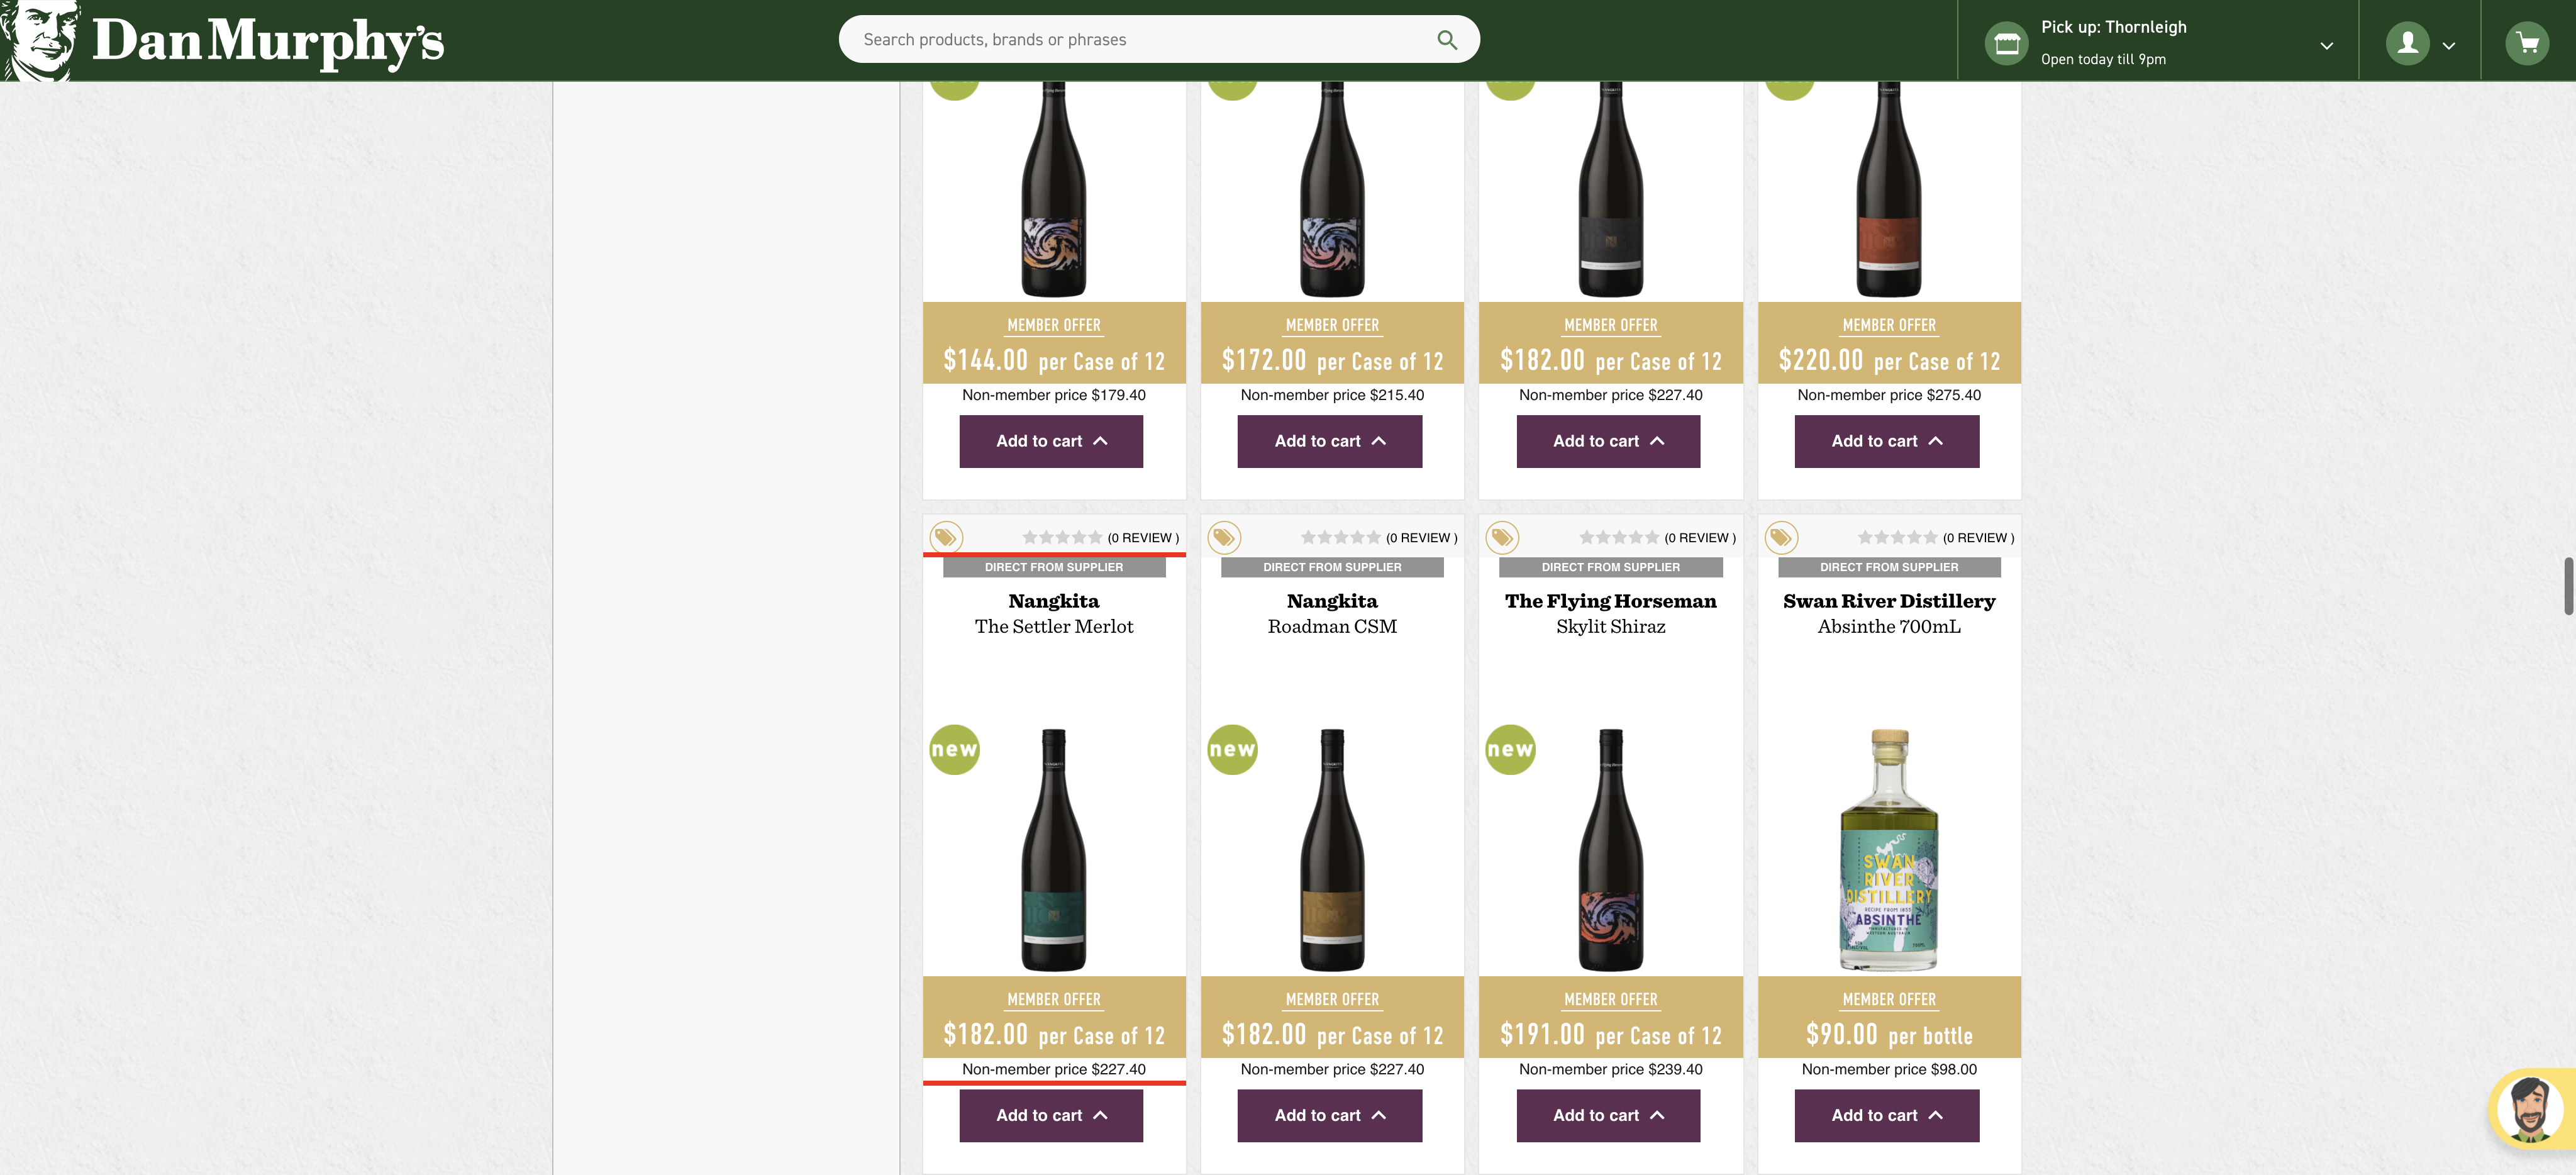 Dan Murphy's
Search products, brands or phrases
Pick up: Thornleigh
Open today till 9pm
MEMBER OFFER
$144.00 per Case of 12
Non-member price $179.40
Add to cart
MEMBER OFFER
$172.00 per Case of 12
Non-member price $215.40
Add to cart
MEMBER OFFER
$182.00 per Case of 12
Non-member price $227.40
Add to cart
MEMBER OFFER
$220.00 per Case of 12
Non-member price $275.40
Add to cart
(0 REVIEW )
DIRECT FROM SUPPLIER
Nangkita
The Settler Merlot
new
MEMBER OFFER
$182.00 per Case of 12
Non-member price $227.40
Add to cart
(0 REVIEW )
DIRECT FROM SUPPLIER
Nangkita
Roadman CSM
new
MEMBER OFFER
$182.00 per Case of 12
Non-member price $227.40
Add to cart
(0 REVIEW )
DIRECT FROM SUPPLIER
The Flying Horseman
Skylit Shiraz
new
MEMBER OFFER
$191.00 per Case of 12
Non-member price $239.40
Add to cart
(0 REVIEW )
DIRECT FROM SUPPLIER
Swan River Distillery
Absinthe 700mL
SWAN
RIVER
DISTILLERY
RECIPE FROM
ABSINTHE
MANUFACTURED IN
WESTERN AUSTRALIA
MEMBER OFFER
$90.00 per bottle
Non-member price $98.00
Add to cart